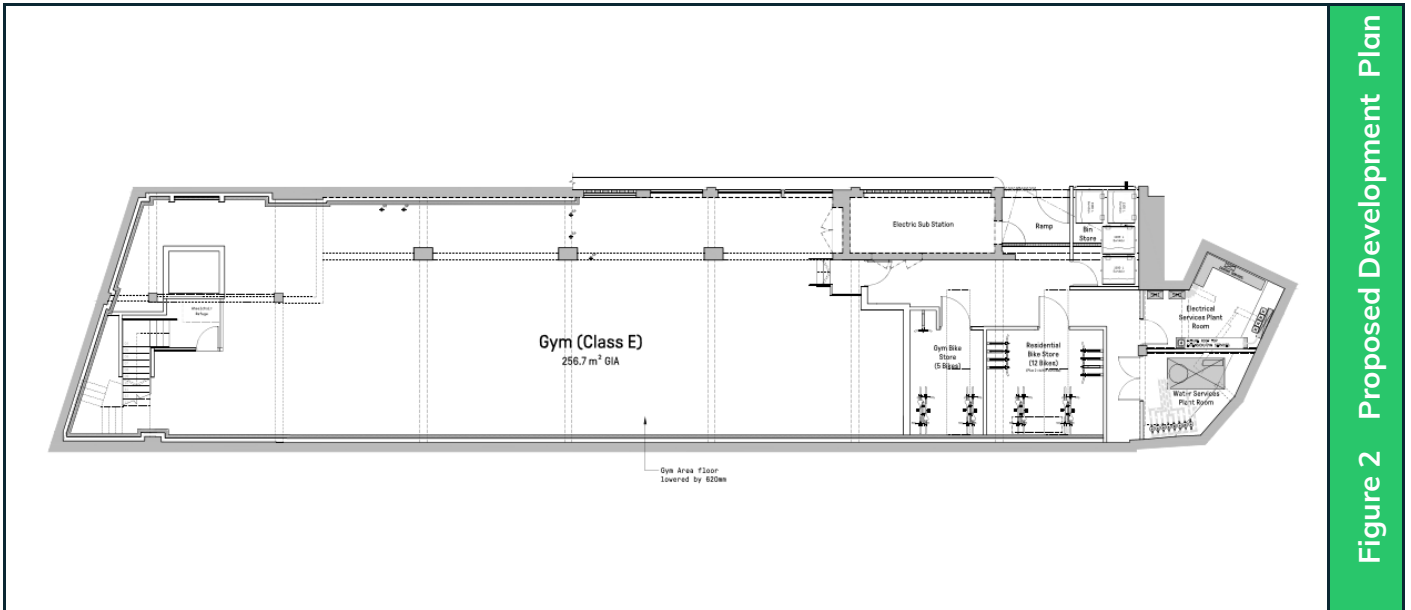 Electric Sub Station
Ramp
Bin
Store
Wheelchair
Refuge
Gym (Class E)
256.7 m² GIA
Gym Bike
Store
(5 Bikes)
Residential
Bike Store
(12 Bikes)
Electrical
Services Plant
Room
Water Services
Plant Room
Gym Area floor
lowered by 620mm
Figure 2 Proposed Development Plan